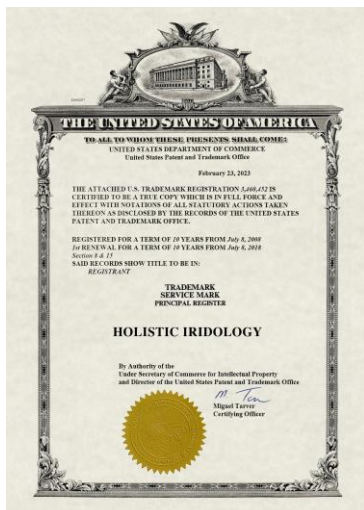 THE UNITED STATES OF AMERICA
TO ALL TO WHOM THESE PRESENTS SHALL COME:
UNITED STATES DEPARTMENT OF COMMERCE
United States Patent and Trademark Office
February 23, 2023
THE ATTACHED U.S. TRADEMARK REGISTRATION 3,460,452 IS
CERTIFIED TO BE A TRUE COPY WHICH IS IN FULL FORCE AND
EFFECT WITH NOTATIONS OF ALL STATUTORY ACTIONS TAKEN
THEREON AS DISCLOSED BY THE RECORDS OF THE UNITED STATES
PATENT AND TRADEMARK OFFICE.
REGISTERED FOR A TERM OF 10 YEARS FROM July 8, 2008
1st RENEWAL FOR A TERM OF 10 YEARS FROM July 8, 2018
Section 8 & 15
SAID RECORDS SHOW TITLE TO BE IN:
REGISTRANT
TRADEMARK
SERVICE MARK
PRINCIPAL REGISTER
HOLISTIC IRIDOLOGY
By Authority of the
Under Secretary of Commerce for Intellectual Property
and Director of the United States Patent and Trademark Office
Miguel Tarver
Certifying Officer